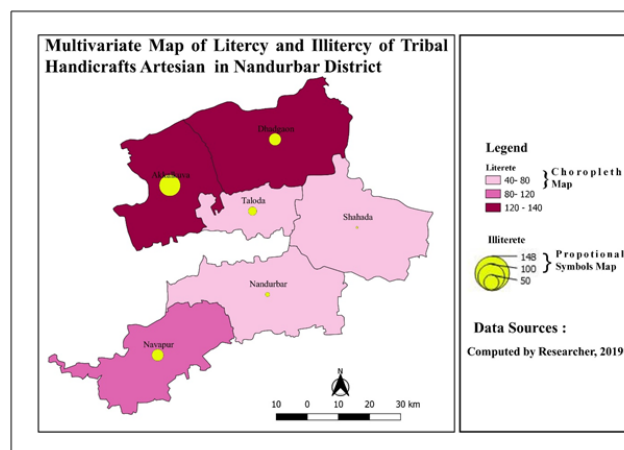 Multivariate Map of Litercy and Illitercy of Tribal
Handicrafts Artesian in Nandurbar District
Dhadgaon
Akkalkuva
Taloda
Shahada
Nandurbar
Navapur
N
10 0 10 20 30 km
Legend
Literete
40- 80
80- 120
120 - 140
Choropleth
Map
Illiterete
148
100
50
Propotional
Symbols Map
Data Sources :
Computed by Researcher, 2019